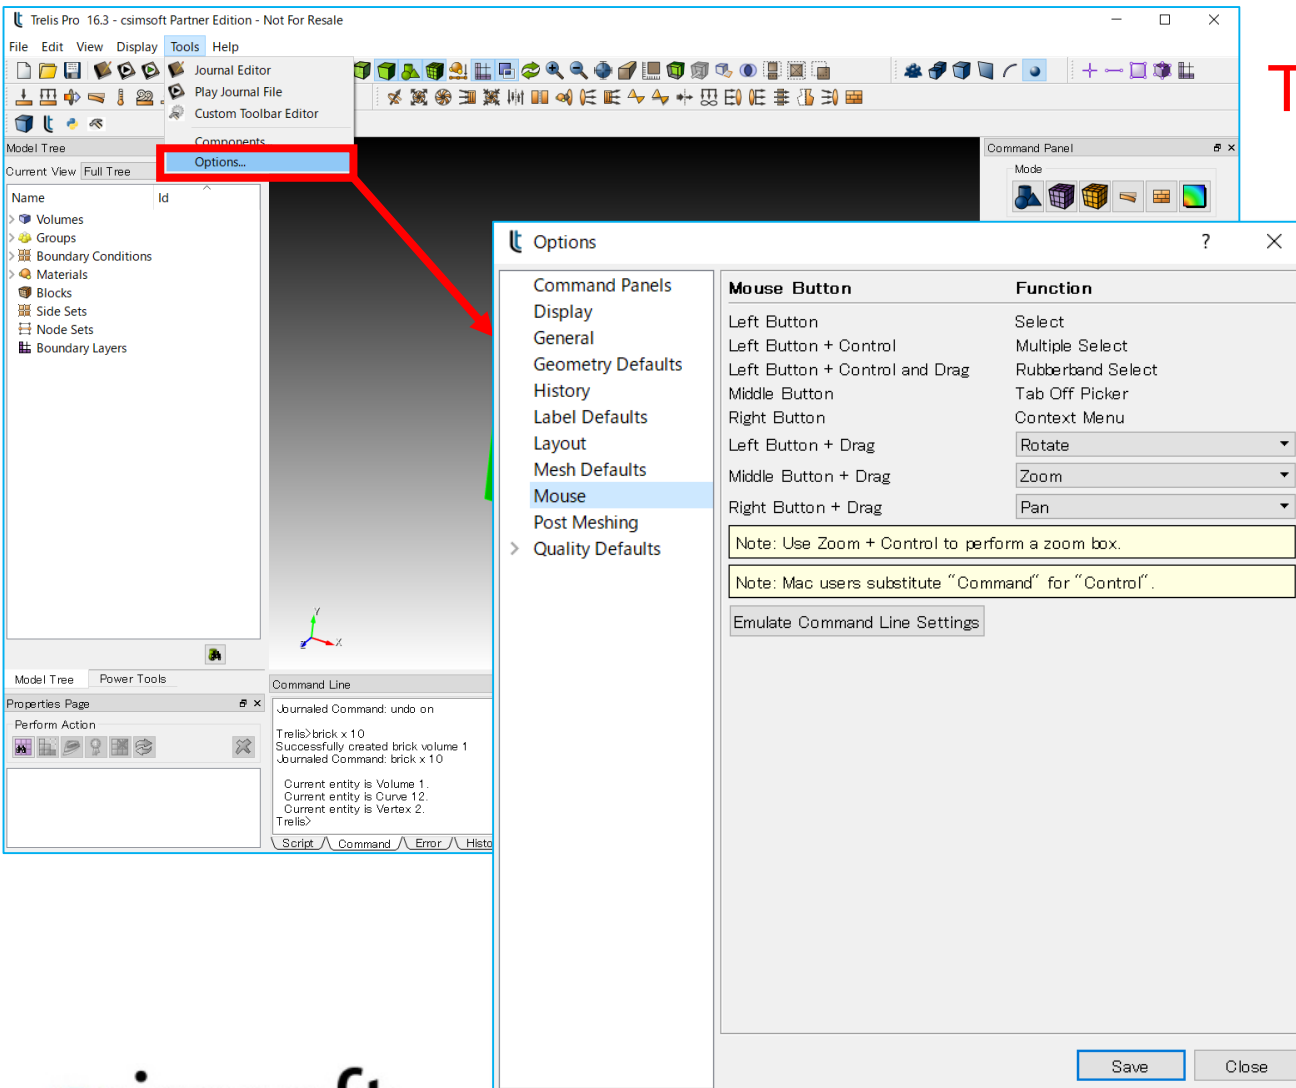 Trelis Pro 16.3 - csimsoft Partner Edition - Not For Resale
File Edit View Display Tools Help
Journal Editor
Play Journal File
Custom Toolbar Editor
Components
Options...
Model Tree
Current View Full Tree
Name Id
Volumes
Groups
Boundary Conditions
Materials
Blocks
Side Sets
Node Sets
Boundary Layers
Model Tree Power Tools
Properties Page
Perform Action
Command Panel
Mode
Y
X
Z
Command Line
Journaled Command: undo on
Trelis>brick x 10
Successfully created brick volume 1
Journaled Command: brick x 10
Current entity is Volume 1.
Current entity is Curve 12.
Current entity is Vertex 2.
Trelis>
Script Command Error Histo
T
Options
Command Panels
Display
General
Geometry Defaults
History
Label Defaults
Layout
Mesh Defaults
Mouse
Post Meshing
Quality Defaults
Mouse Button Function
Left Button Select
Left Button + Control Multiple Select
Left Button + Control and Drag Rubberband Select
Middle Button Tab Off Picker
Right Button Context Menu
Left Button + Drag Rotate
Middle Button + Drag Zoom
Right Button + Drag Pan
Note: Use Zoom + Control to perform a zoom box.
Note: Mac users substitute "Command" for "Control".
Emulate Command Line Settings
Save Close